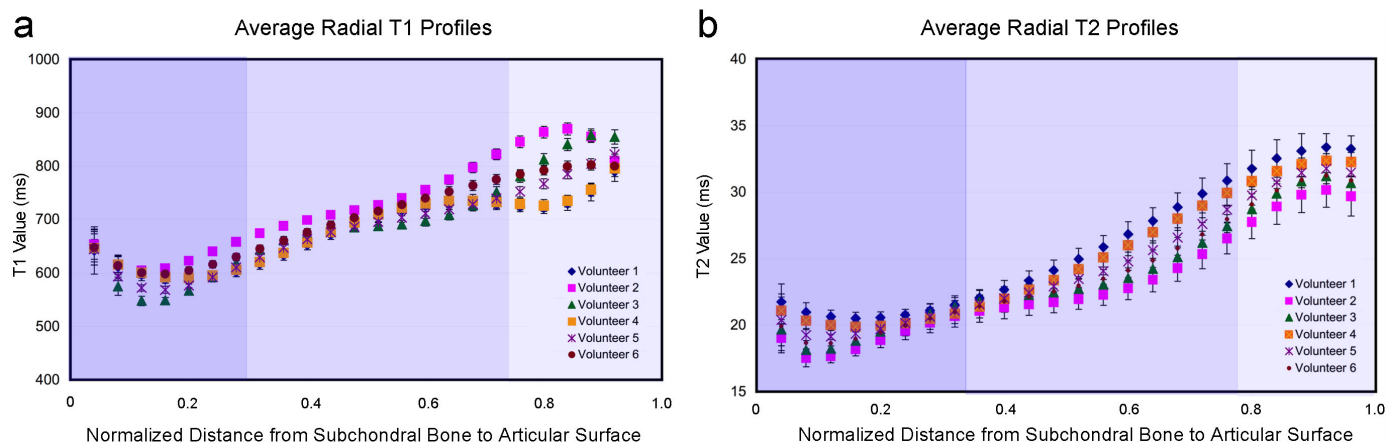 a
Average Radial T1 Profiles
T1 Value (ms)
1000
900
800
700
600
500
400
0
0.2
0.4
0.6
0.8
1.0
Volunteer 1
Volunteer 2
Volunteer 3
Volunteer 4
Volunteer 5
Volunteer 6
Normalized Distance from Subchondral Bone to Articular Surface
b
Average Radial T2 Profiles
T2 Value (ms)
40
35
30
25
20
15
0
0.2
0.4
0.6
0.8
1.0
Volunteer 1
Volunteer 2
Volunteer 3
Volunteer 4
Volunteer 5
Volunteer 6
Normalized Distance from Subchondral Bone to Articular Surface